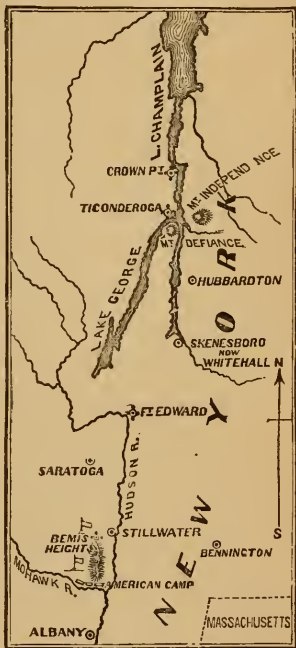 L. CHAMPLAIN
CROWN PT.
MT. INDEPENDENCE
TICONDEROGA
MT. DEFIANCE
LAKE GEORGE
HUBBARDTON
SKENESBORO
NOW
WHITEHALL
N
FT. EDWARD
SARATOGA
HUDSON R.
BEMIS
HEIGHTS
STILLWATER
BENNINGTON
S
MOHAWK R.
AMERICAN CAMP
ALBANY
MASSACHUSETTS
NEW YORK